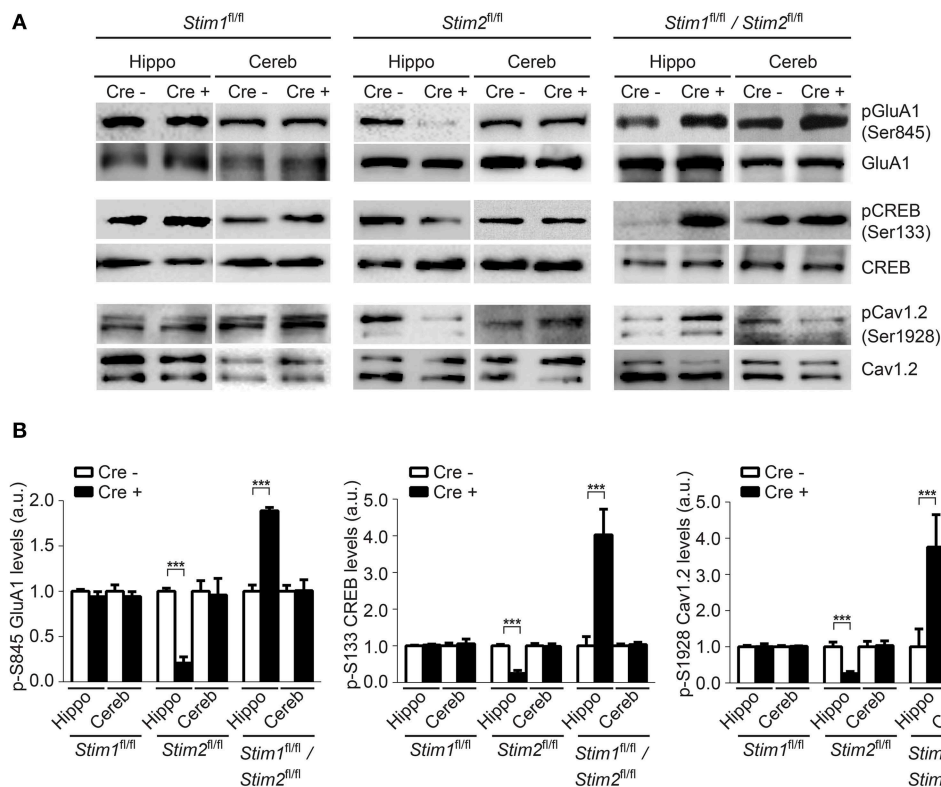 A
Stim1fl/fl Stim2fl/fl Stim1fl/fl / Stim2fl/fl
Hippo Cereb Hippo Cereb Hippo Cereb
Cre - Cre + Cre - Cre + Cre - Cre + Cre - Cre + Cre - Cre + Cre - Cre +
pGluA1
(Ser845)
GluA1
pCREB
(Ser133)
CREB
pCav1.2
(Ser1928)
Cav1.2
B
p-S845 GluA1 levels (a.u.)
Cre -
Cre +
2.0
1.5
1.0
0.5
0.0
***
***
Hippo Cereb Hippo Cereb Hippo Cereb
Stim1fl/fl Stim2fl/fl Stim1fl/fl /
Stim2fl/fl
p-S133 CREB levels (a.u.)
Cre -
Cre +
5.0
4.0
3.0
2.0
1.0
0.0
***
***
Hippo Cereb Hippo Cereb Hippo Cereb
Stim1fl/fl Stim2fl/fl Stim1fl/fl /
Stim2fl/fl
p-S1928 Cav1.2 levels (a.u.)
Cre -
Cre +
5.0
4.0
3.0
2.0
1.0
0.0
***
***
Hippo Cereb Hippo Cereb Hippo C
Stim1fl/fl Stim2fl/fl Stim
Stim